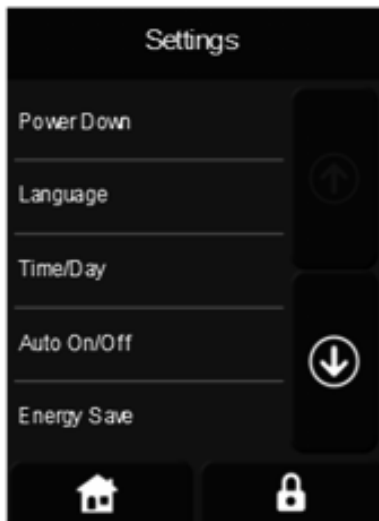 Settings
Power Down
Language
Time/Day
Auto On/Off
Energy Save